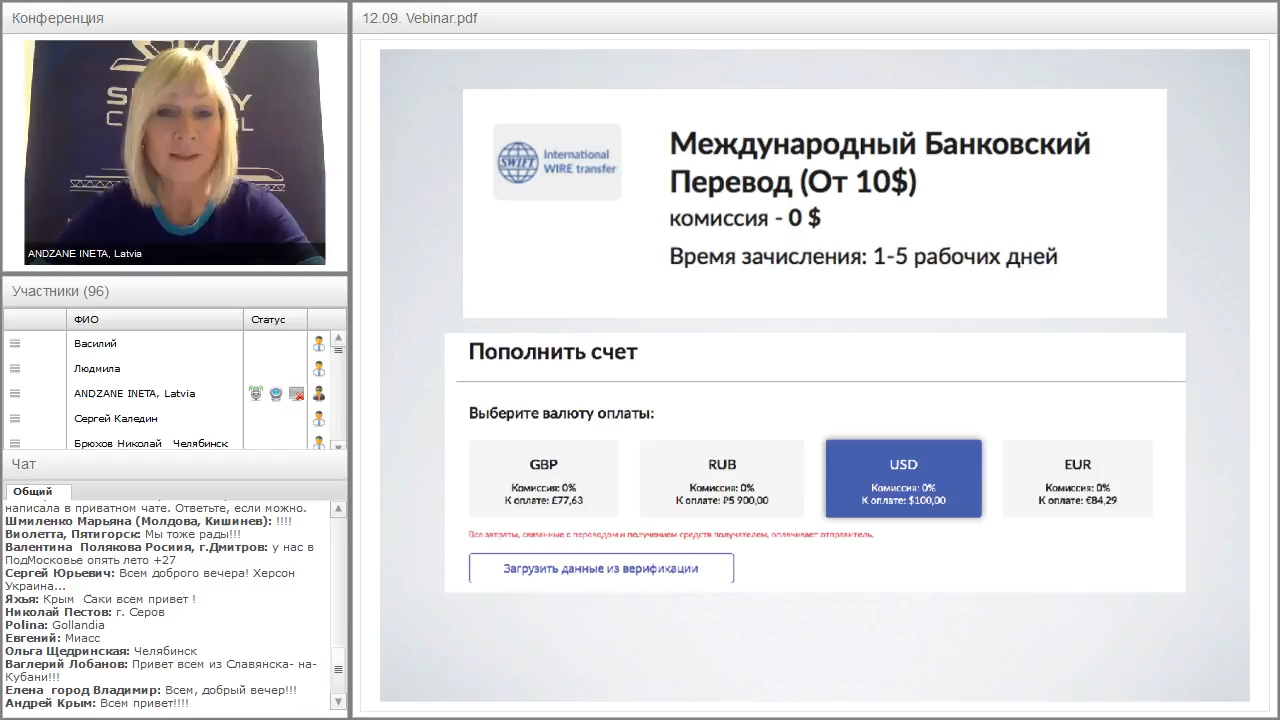 Конференция
ANDZANE INETA, Latvia
Участники (96)
ФИО
Статус
Василий
Людмила
ANDZANE INETA, Latvia
Сергей Каледин
Брюхов Николай Челябинск
Чат
Общий
написала в приватном чате. Ответьте, если можно.
Шмиленко Марьяна (Молдова, Кишинев): !!!!
Виолетта, Пятигорск: Мы тоже рады!!!
Валентина Полякова Росиия, г.Дмитров: у нас в
ПодМосковье опять лето +27
Сергей Юрьевич: Всем доброго вечера! Херсон
Украина...
Яхья: Крым Саки всем привет !
Николай Пестов: г. Серов
Polina: Gollandia
Евгений: Миасс
Ольга Щедринская: Челябинск
Ваглерий Лобанов: Привет всем из Славянска- на-
Кубани!!!
Елена город Владимир: Всем, добрый вечер!!!
Андрей Крым: Всем привет!!!!
12.09. Vebinar.pdf
SWIFT
International
WIRE transfer
Международный Банковский
Перевод (От 10$)
комиссия - 0 $
Время зачисления: 1-5 рабочих дней
Пополнить счет
Выберите валюту оплаты:
GBP
Комиссия: 0%
К оплате: £77,63
RUB
Комиссия: 0%
К оплате: ₽5 900,00
USD
Комиссия: 0%
К оплате: $100,00
EUR
Комиссия: 0%
К оплате: €84,29
Все затраты, связанные с переводом и получением средств получателем, оплачивает отправитель.
Загрузить данные из верификации